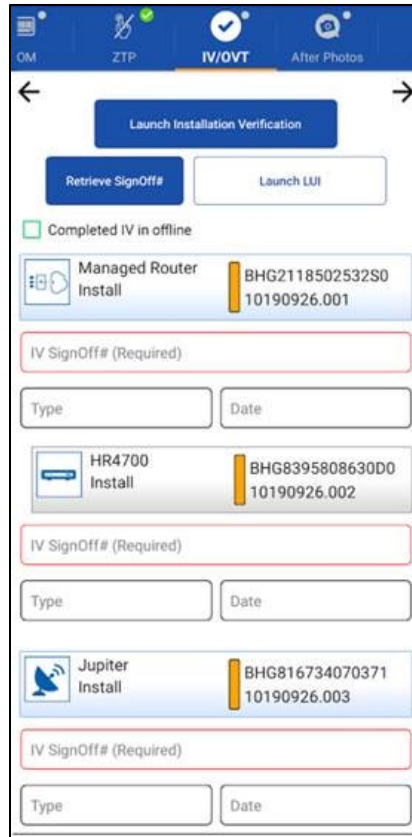 OM
ZTP
IV/OVT
After Photos
Launch Installation Verification
Retrieve SignOff#
Launch LUI
Completed IV in offline
Managed Router
Install
BHG2118502532S0
10190926.001
IV SignOff# (Required)
Type
Date
HR4700
Install
BHG8395808630D0
10190926.002
IV SignOff# (Required)
Type
Date
Jupiter
Install
BHG816734070371
10190926.003
IV SignOff# (Required)
Type
Date